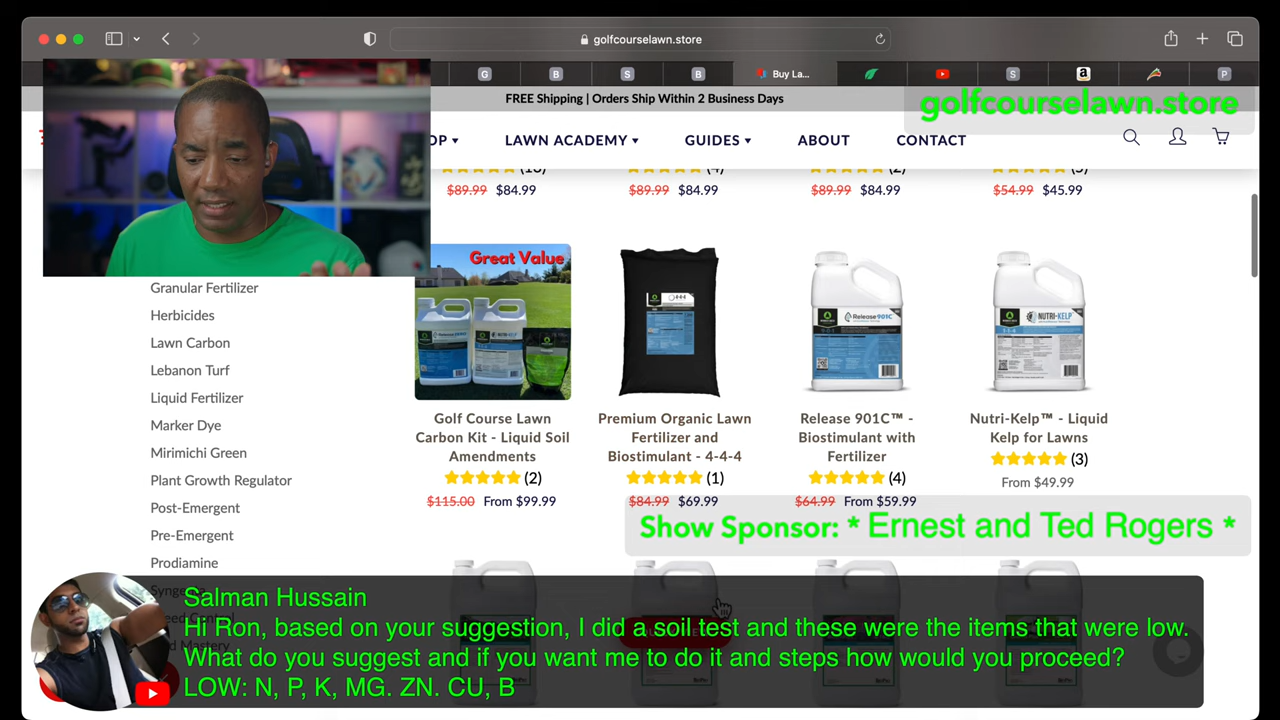 golfcourselawn.store
G
B
S
B
Buy La...
S
P
FREE Shipping | Orders Ship Within 2 Business Days
golfcourselawn.store
OP
LAWN ACADEMY
GUIDES
ABOUT
CONTACT
$89.99 $84.99
$89.99 $84.99
$89.99 $84.99
$54.99 $45.99
Granular Fertilizer
Herbicides
Lawn Carbon
Lebanon Turf
Liquid Fertilizer
Marker Dye
Mirimichi Green
Plant Growth Regulator
Post-Emergent
Pre-Emergent
Prodiamine
Great Value
4-4-4
Release 901C
NUTRI-KELP
Golf Course Lawn
Carbon Kit - Liquid Soil
Amendments
(2)
$115.00 From $99.99
Premium Organic Lawn
Fertilizer and
Biostimulant - 4-4-4
(1)
$84.99 $69.99
Release 901C™ -
Biostimulant with
Fertilizer
(4)
$64.99 From $59.99
Nutri-Kelp™ - Liquid
Kelp for Lawns
(3)
From $49.99
Show Sponsor: * Ernest and Ted Rogers *
Salman Hussain
Hi Ron, based on your suggestion, I did a soil test and these were the items that were low.
What do you suggest and if you want me to do it and steps how would you proceed?
LOW: N, P, K, MG. ZN. CU, B